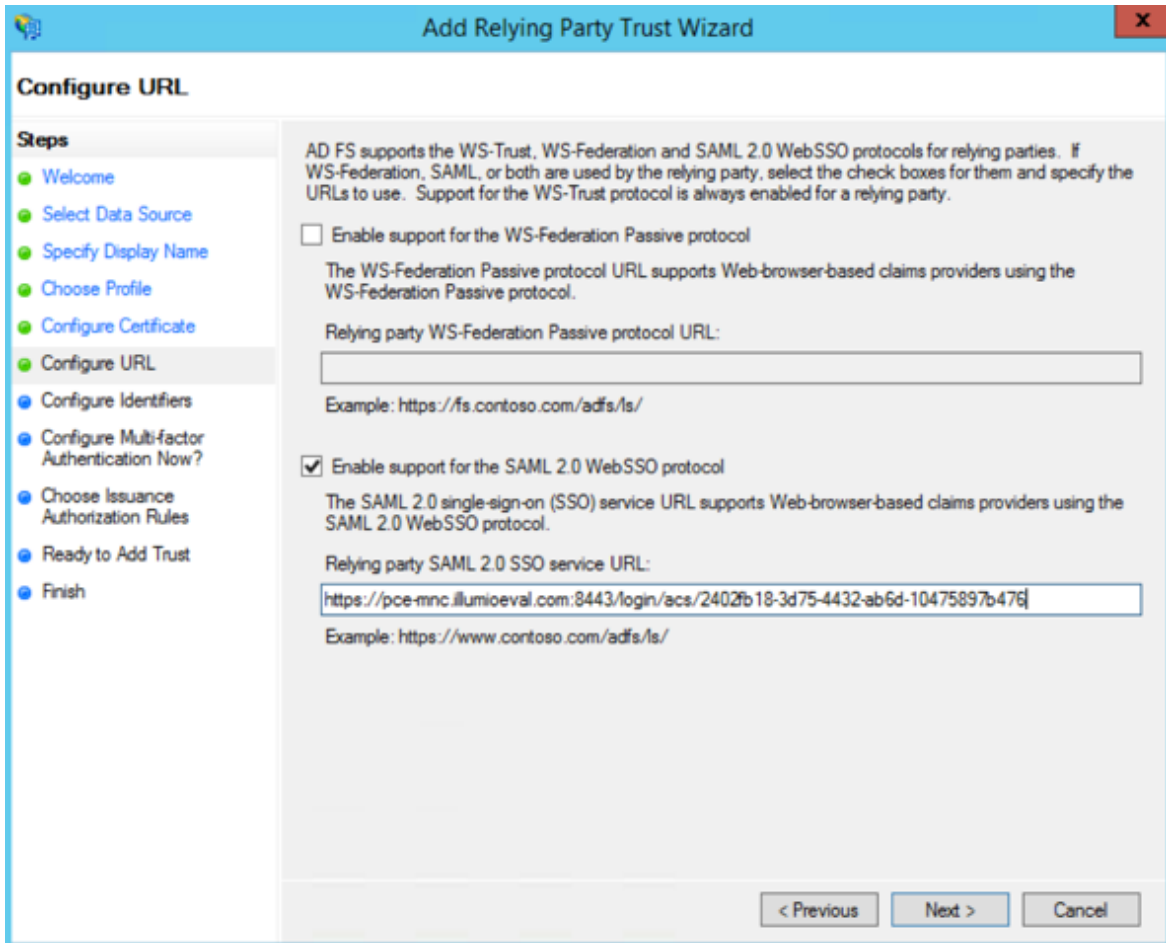 Add Relying Party Trust Wizard
x
Configure URL
Steps
Welcome
Select Data Source
Specify Display Name
Choose Profile
Configure Certificate
Configure URL
Configure Identifiers
Configure Multi-factor
Authentication Now?
Choose Issuance
Authorization Rules
Ready to Add Trust
Finish
AD FS supports the WS-Trust, WS-Federation and SAML 2.0 WebSSO protocols for relying parties. If
WS-Federation, SAML, or both are used by the relying party, select the check boxes for them and specify the
URLs to use. Support for the WS-Trust protocol is always enabled for a relying party.
Enable support for the WS-Federation Passive protocol
The WS-Federation Passive protocol URL supports Web-browser-based claims providers using the
WS-Federation Passive protocol.
Relying party WS-Federation Passive protocol URL:
Example: https://fs.contoso.com/adfs/ls/
Enable support for the SAML 2.0 WebSSO protocol
The SAML 2.0 single-sign-on (SSO) service URL supports Web-browser-based claims providers using the
SAML 2.0 WebSSO protocol.
Relying party SAML 2.0 SSO service URL:
https://pce-mnc.illumioeval.com:8443/login/acs/2402fb18-3d75-4432-ab6d-10475897b476
Example: https://www.contoso.com/adfs/ls/
< Previous
Next >
Cancel